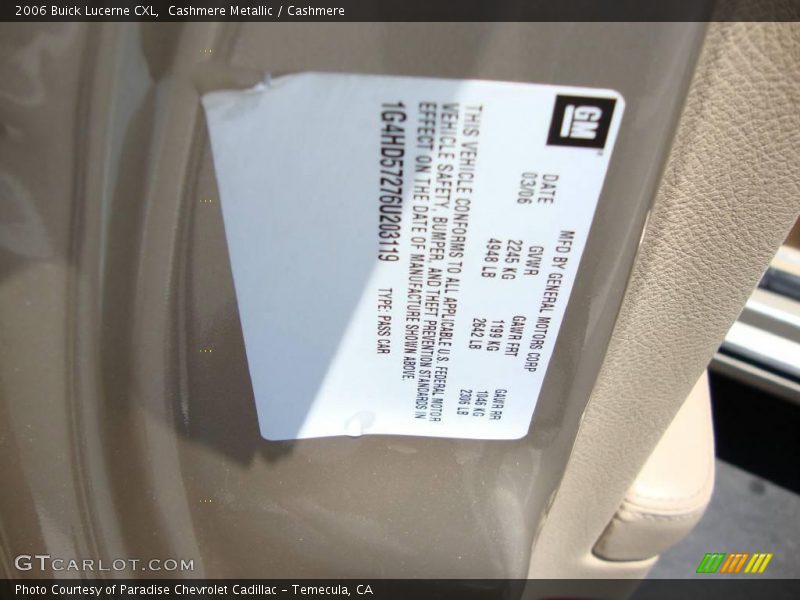 2006 Buick Lucerne CXL,  Cashmere Metallic / Cashmere
GM
MFD BY GENERAL MOTORS CORP
DATE GVWR GAWR FRT GAWR RR
03/06 2245 KG 1199 KG 1046 KG
4948 LB 2642 LB 2306 LB
THIS VEHICLE CONFORMS TO ALL APPLICABLE U.S. FEDERAL MOTOR
VEHICLE SAFETY, BUMPER, AND THEFT PREVENTION STANDARDS IN
EFFECT ON THE DATE OF MANUFACTURE SHOWN ABOVE.
1G4HD57276U203119 TYPE: PASS CAR
GTCARLOT.COM
Photo Courtesy of Paradise Chevrolet Cadillac – Temecula, CA